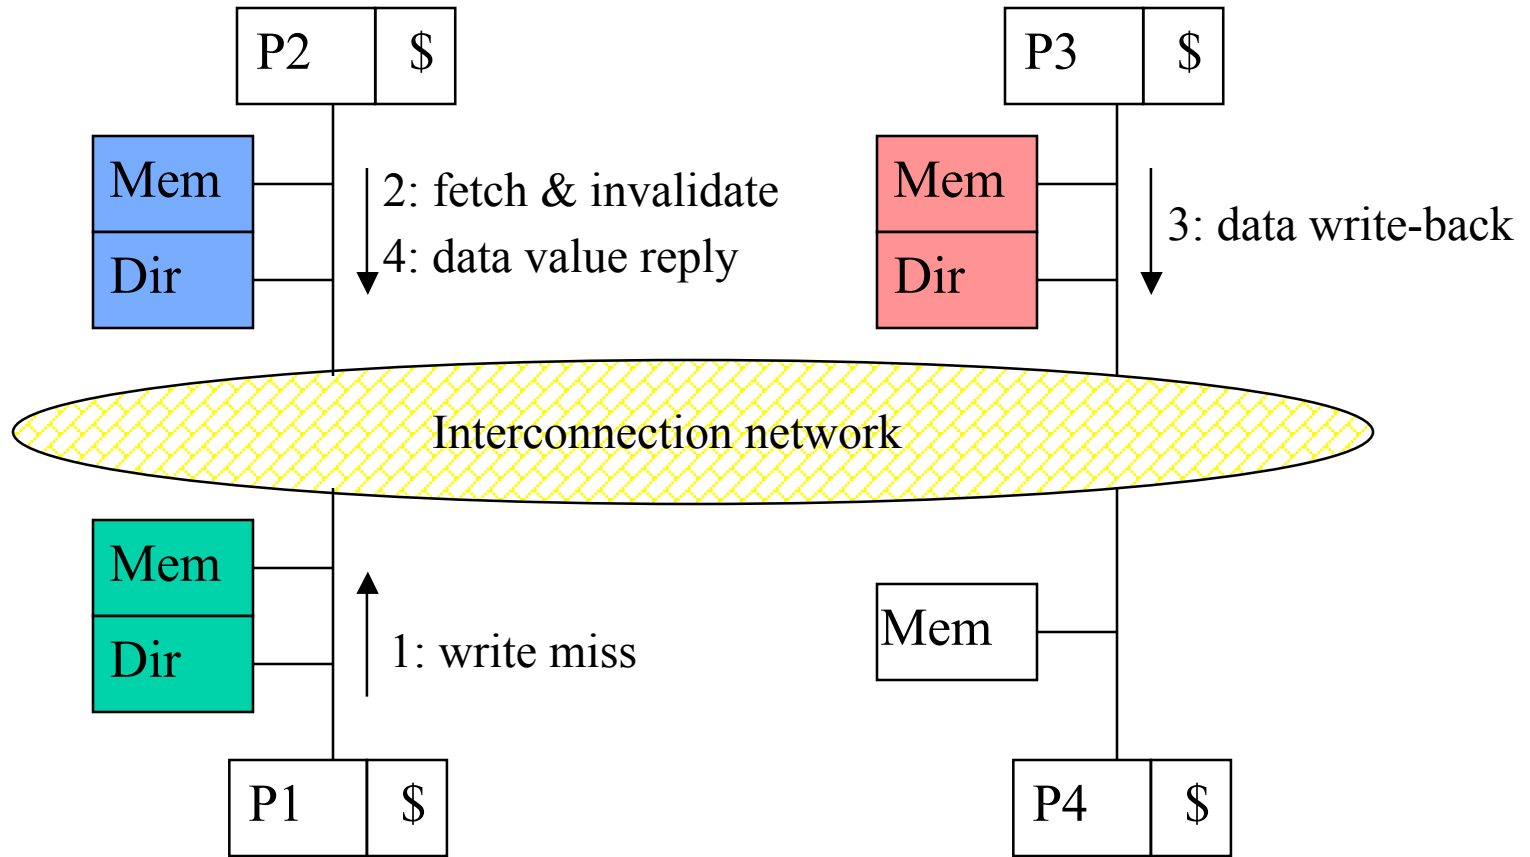 P2 $
P3 $
Mem
Dir
2: fetch & invalidate
4: data value reply
Mem
Dir
3: data write-back
Interconnection network
Mem
Dir
1: write miss
Mem
P1 $
P4 $